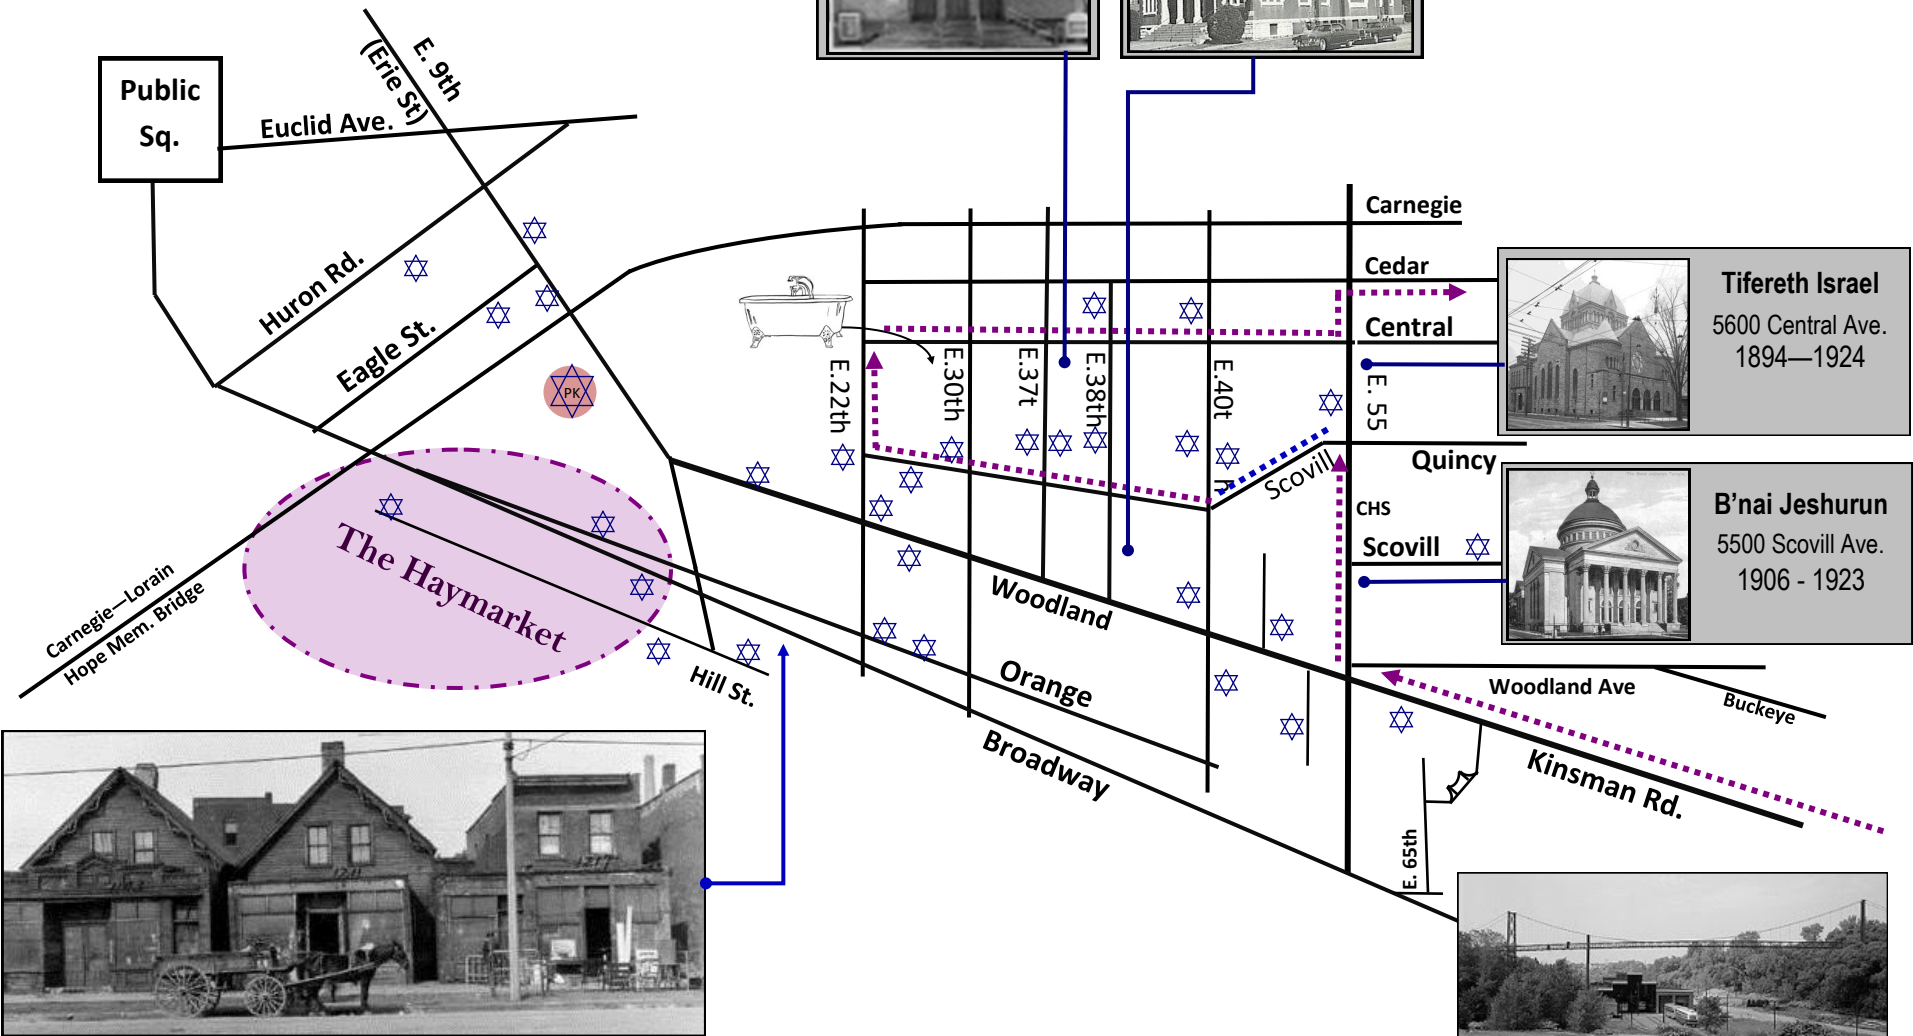 E. 9th
(Erie St)
Public
Sq.
Euclid Ave.
Huron Rd.
Eagle St.
PK
Carnegie
Cedar
Central
E.22th
E.30th
E.37t
E.38th
E.40t
h
E. 55
Scovill
Quincy
CHS
Scovill
Tifereth Israel
5600 Central Ave.
1894—1924
B'nai Jeshurun
5500 Scovill Ave.
1906 - 1923
The Haymarket
Carnegie—Lorain
Hope Mem. Bridge
Hill St.
Woodland
Orange
Broadway
Woodland Ave
Buckeye
Kinsman Rd.
E. 65th